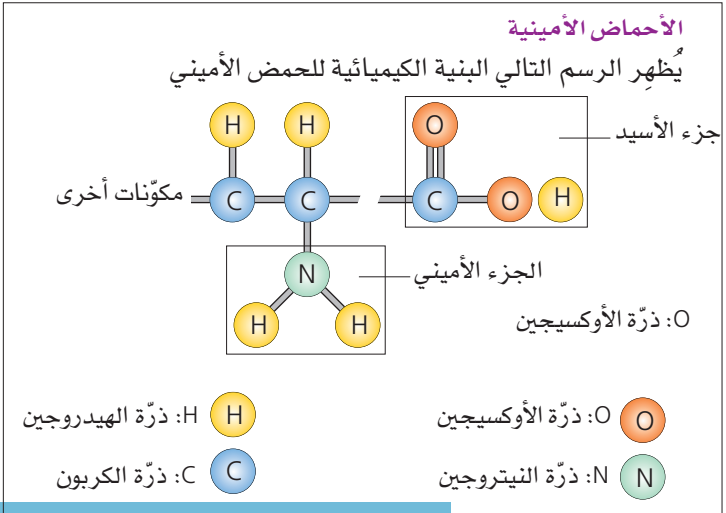 الأحماض الأمينية
يُظهِر الرسم التالي البنية الكيميائية للحمض الأميني
H H O
جزء الأسيد
مكوّنات أخرى C C C O H
N
الجزء الأميني
H H
O: ذرّة الأوكسيجين
O O: ذرّة الأوكسيجين
H H: ذرّة الهيدروجين
N N: ذرّة النيتروجين
C C: ذرّة الكربون